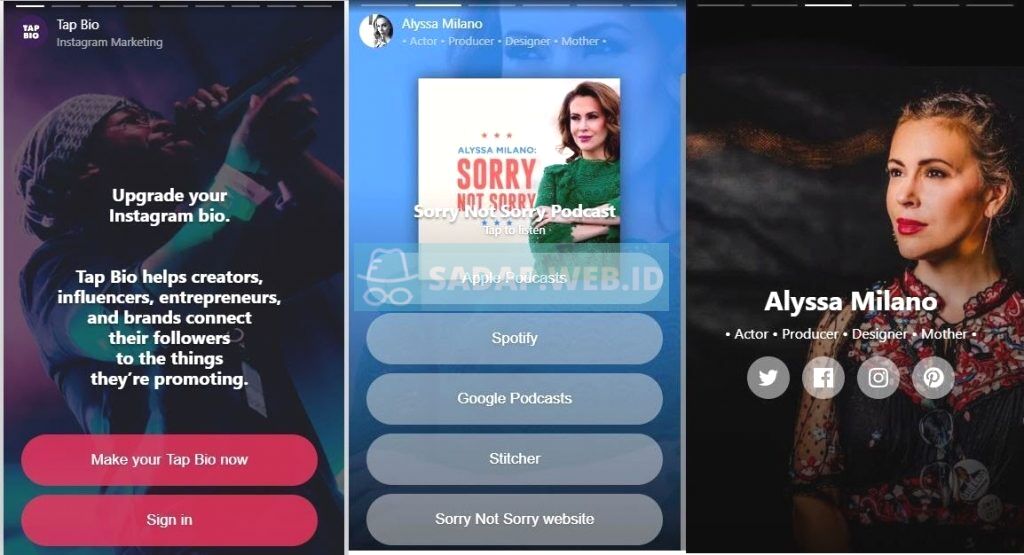 TAP
BIO
Tap Bio
Instagram Marketing
Upgrade your
Instagram bio.
Tap Bio helps creators,
influencers, entrepreneurs,
and brands connect
their followers
to the things
they're promoting.
Make your Tap Bio now
Sign in
Alyssa Milano
• Actor • Producer • Designer • Mother •
ALYSSA MILANO:
SORRY
NOT SORRY
Sorry Not Sorry Podcast
Tap to listen
SADAP.WEB.ID
Apple Podcasts
Spotify
Google Podcasts
Stitcher
Sorry Not Sorry website
Alyssa Milano
• Actor • Producer • Designer • Mother •